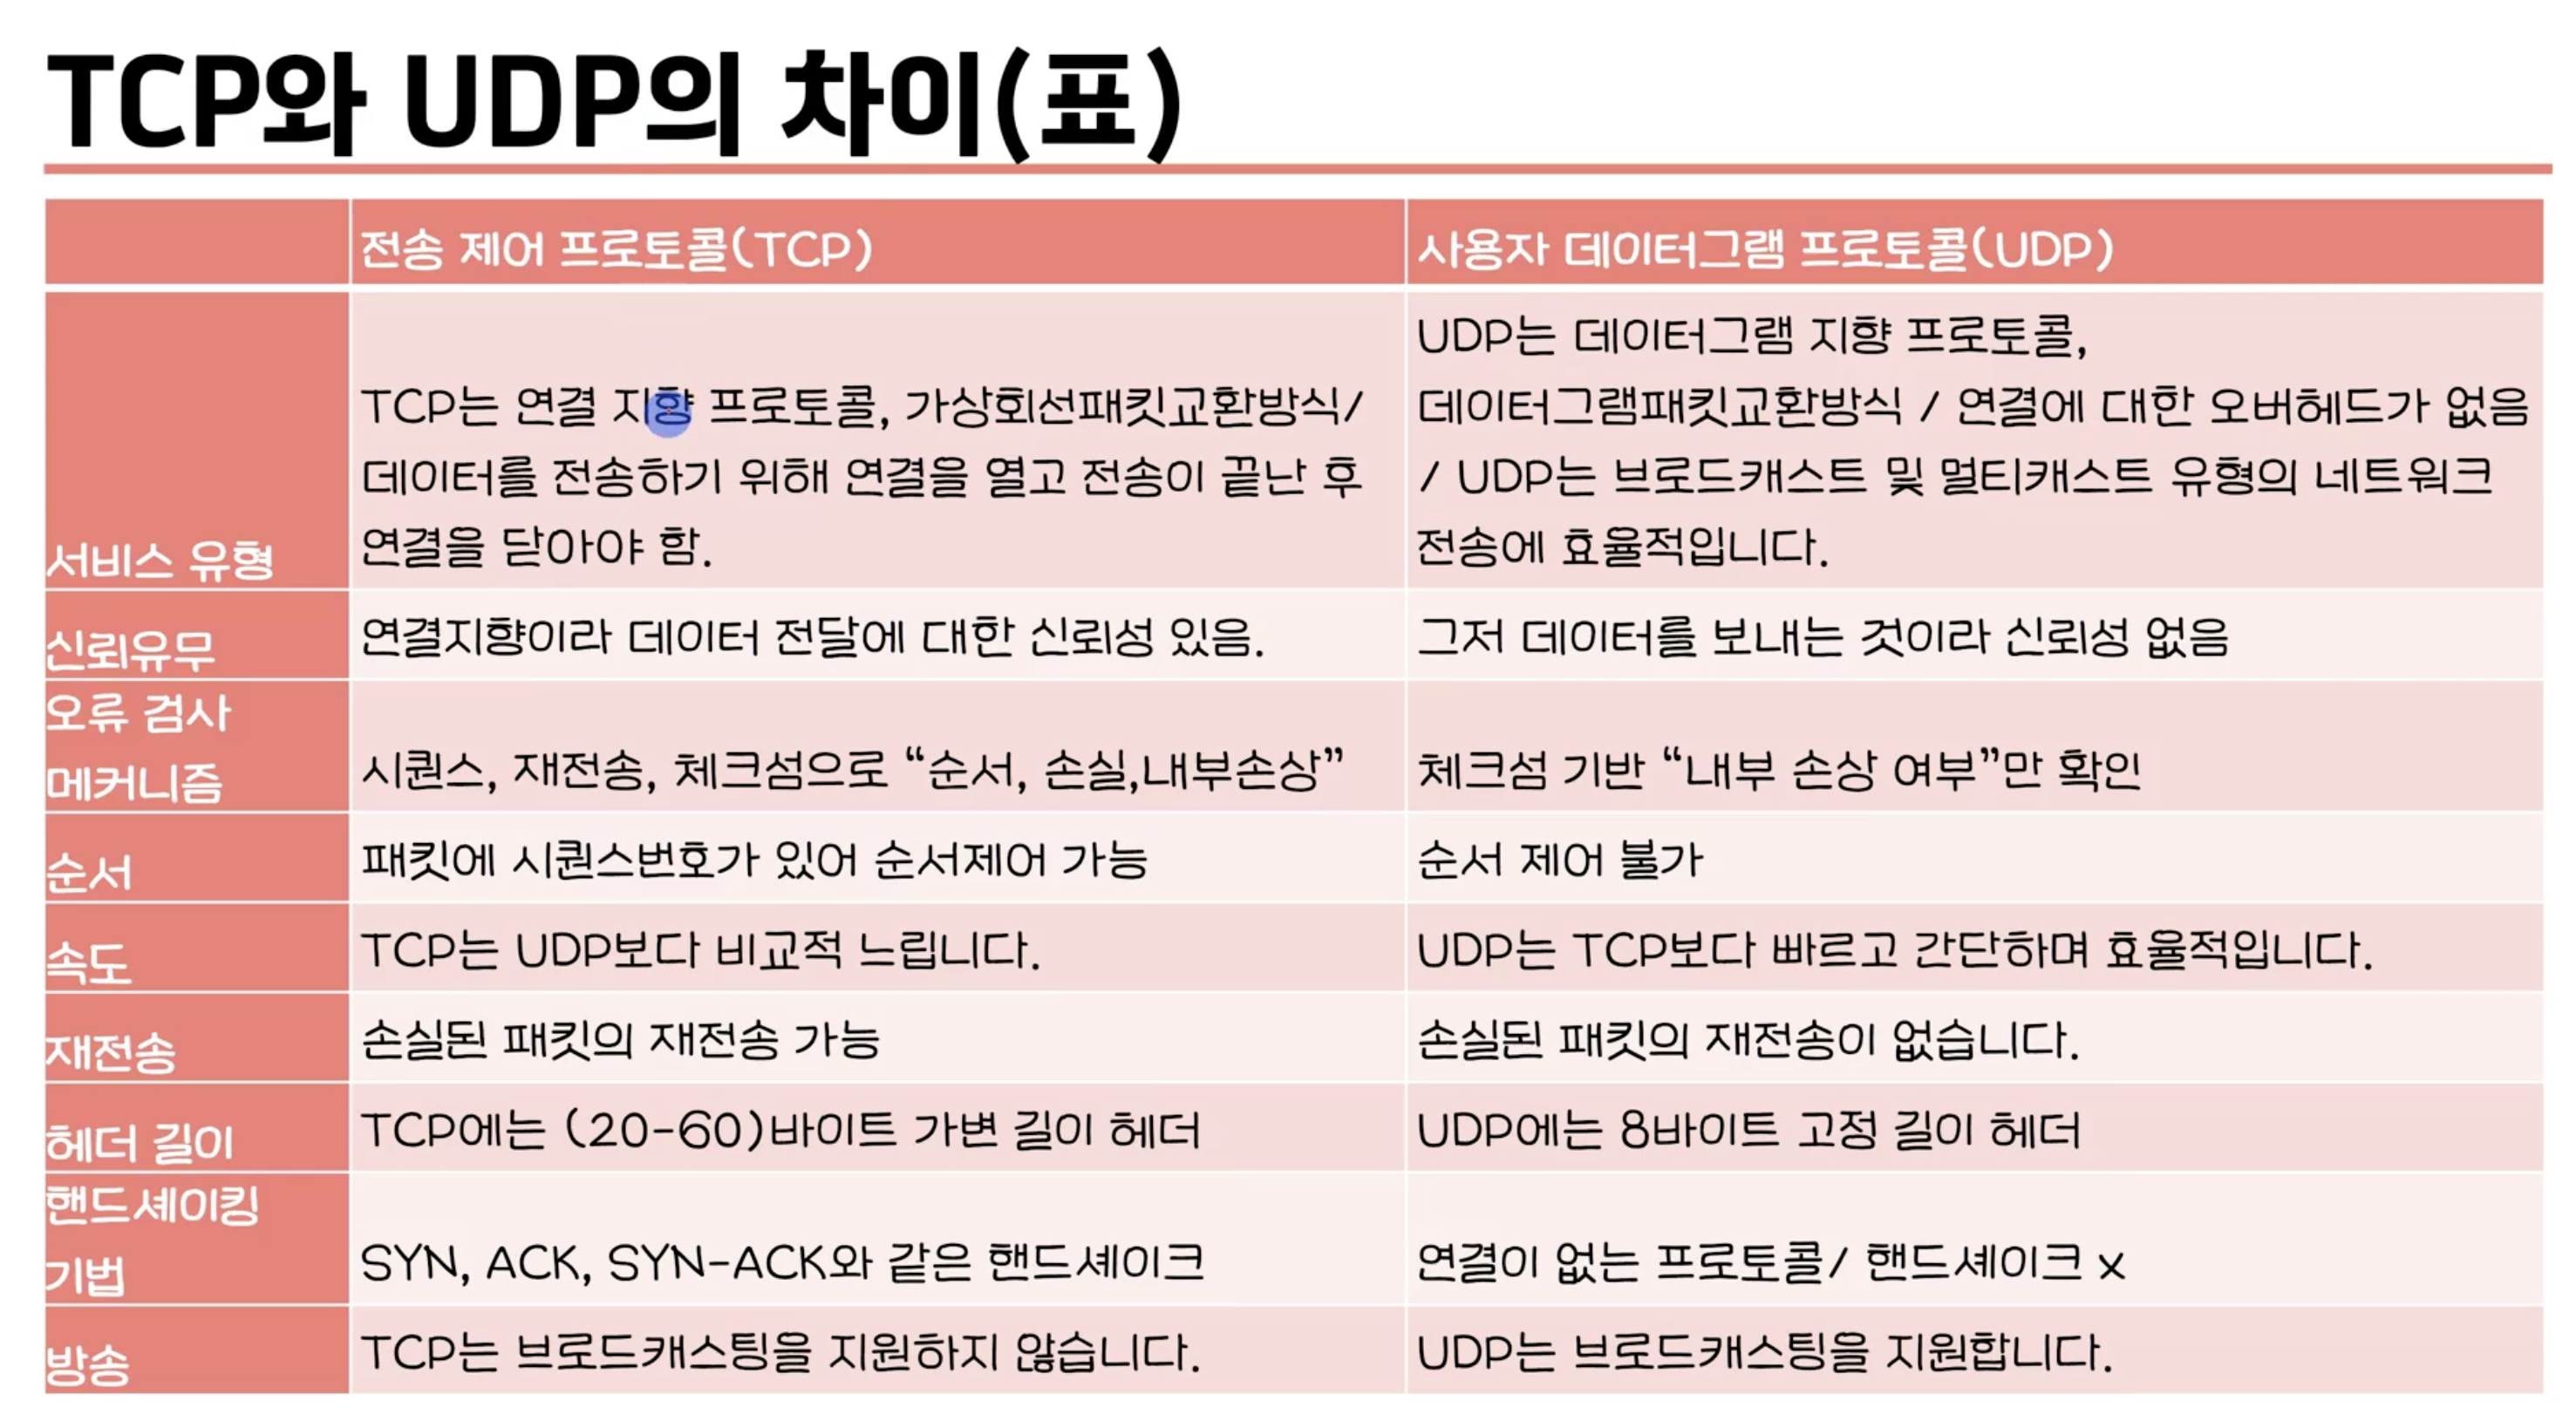 TCP와 UDP의 차이(표)
전송 제어 프로토콜(TCP)
사용자 데이터그램 프로토콜(UDP)
서비스 유형
TCP는 연결 지향 프로토콜, 가상회선패킷교환방식/
데이터를 전송하기 위해 연결을 열고 전송이 끝난 후
연결을 닫아야 함.
UDP는 데이터그램 지향 프로토콜,
데이터그램패킷교환방식 / 연결에 대한 오버헤드가 없음
/ UDP는 브로드캐스트 및 멀티캐스트 유형의 네트워크
전송에 효율적입니다.
신뢰유무
연결지향이라 데이터 전달에 대한 신뢰성 있음.
그저 데이터를 보내는 것이라 신뢰성 없음
오류 검사
메커니즘
시퀀스, 재전송, 체크섬으로 “순서, 손실,내부손상”
체크섬 기반 “내부 손상 여부”만 확인
순서
패킷에 시퀀스번호가 있어 순서제어 가능
순서 제어 불가
속도
TCP는 UDP보다 비교적 느립니다.
UDP는 TCP보다 빠르고 간단하며 효율적입니다.
재전송
손실된 패킷의 재전송 가능
손실된 패킷의 재전송이 없습니다.
헤더 길이
TCP에는 (20-60)바이트 가변 길이 헤더
UDP에는 8바이트 고정 길이 헤더
핸드셰이킹
기법
SYN, ACK, SYN-ACK와 같은 핸드셰이크
연결이 없는 프로토콜/ 핸드셰이크 x
방송
TCP는 브로드캐스팅을 지원하지 않습니다.
UDP는 브로드캐스팅을 지원합니다.